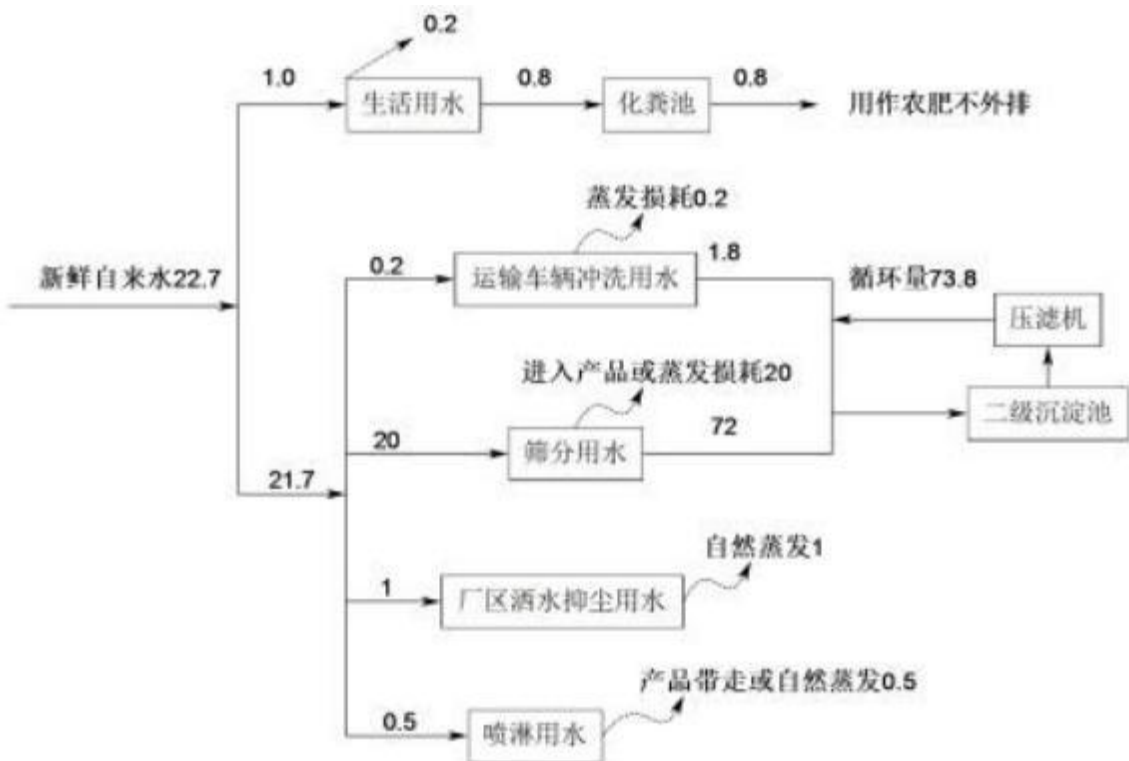 0.2
1.0
生活用水
0.8
化粪池
0.8
用作农肥不外排
蒸发损耗0.2
新鲜自来水22.7
0.2
运输车辆冲洗用水
1.8
循环量73.8
压滤机
进入产品或蒸发损耗20
二级沉淀池
20
筛分用水
72
21.7
自然蒸发1
1
厂区洒水抑尘用水
产品带走或自然蒸发0.5
0.5
喷淋用水